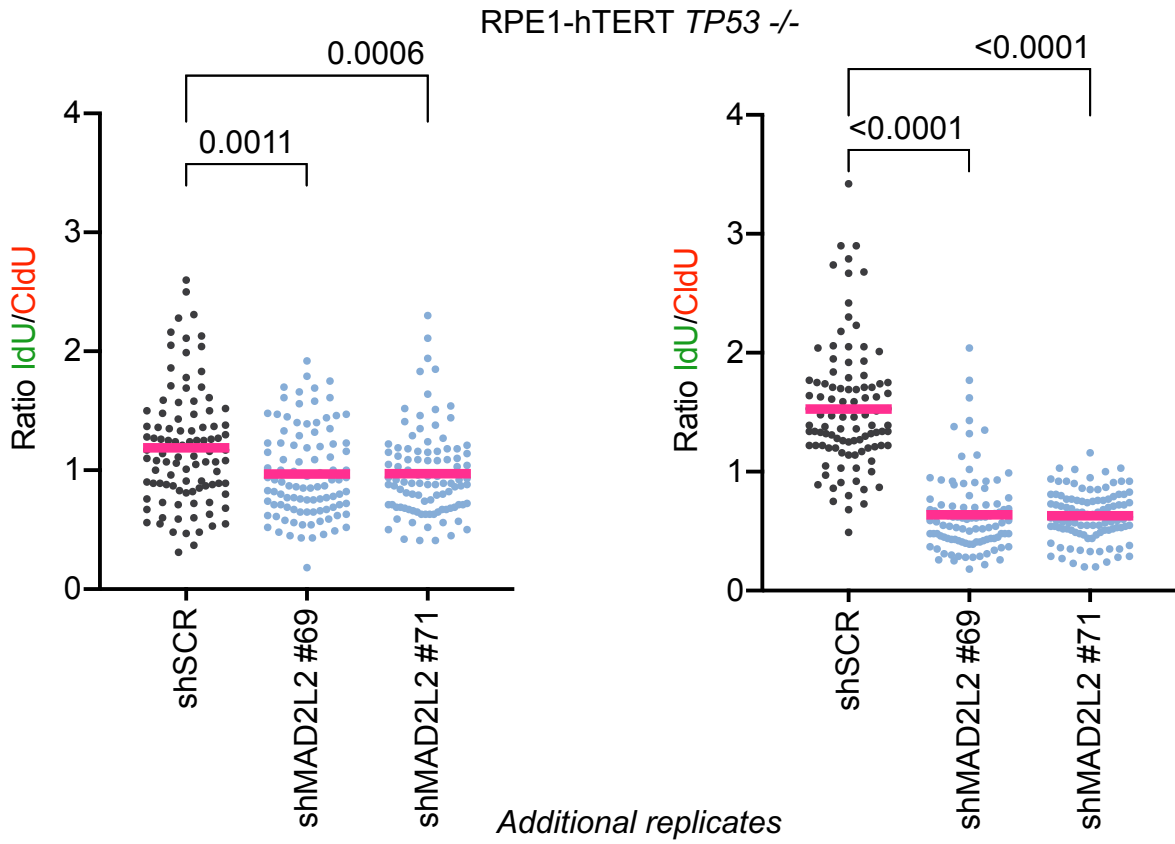 RPE1-hTERT TP53 -/-
0.0006
0.0011
4
3
2
1
0
Ratio IdU/CldU
shSCR
shMAD2L2 #69
shMAD2L2 #71
<0.0001
<0.0001
4
3
2
1
0
Ratio IdU/CldU
shSCR
shMAD2L2 #69
shMAD2L2 #71
Additional replicates